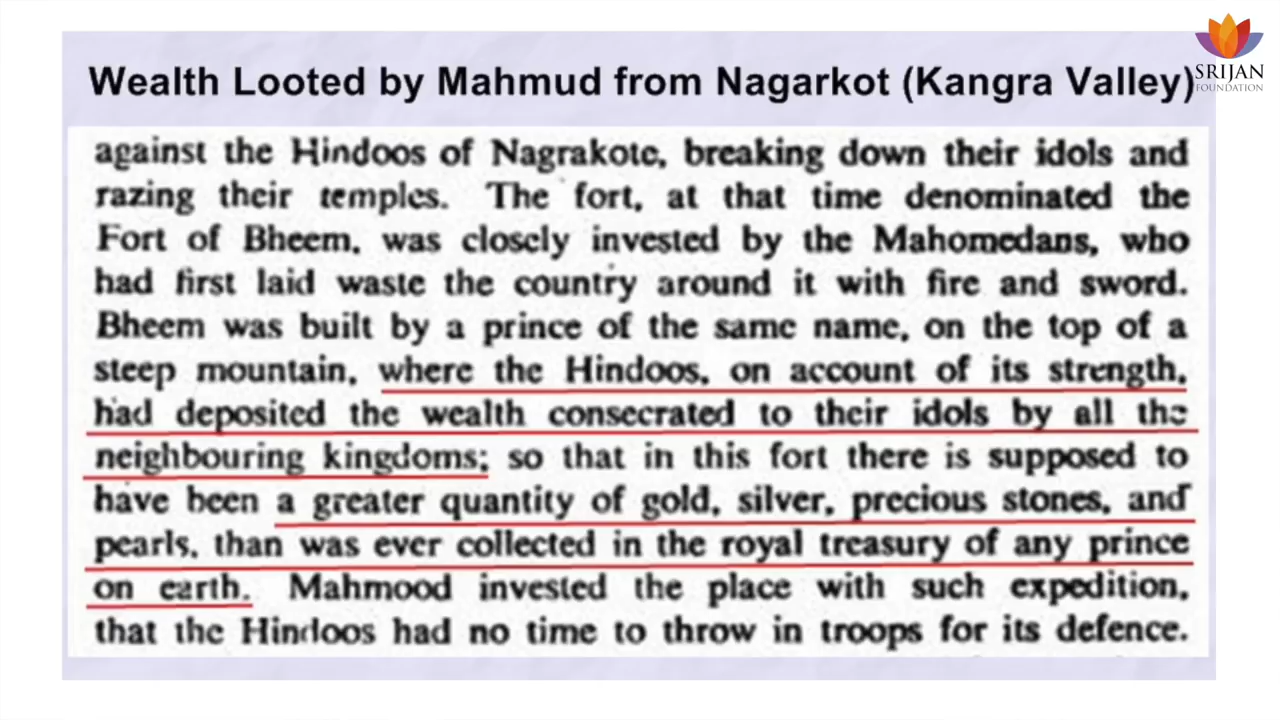 Wealth Looted by Mahmud from Nagarkot (Kangra Valley)
SRIJAN
FOUNDATION
against the Hindoos of Nagrakote, breaking down their idols and
razing their temples. The fort, at that time denominated the
Fort of Bheem, was closely invested by the Mahomedans, who
had first laid waste the country around it with fire and sword.
Bheem was built by a prince of the same name, on the top of a
steep mountain, where the Hindoos, on account of its strength,
had deposited the wealth consecrated to their idols by all the
neighbouring kingdoms; so that in this fort there is supposed to
have been a greater quantity of gold, silver, precious stones, and
pearls, than was ever collected in the royal treasury of any prince
on earth. Mahmood invested the place with such expedition,
that the Hindoos had no time to throw in troops for its defence.